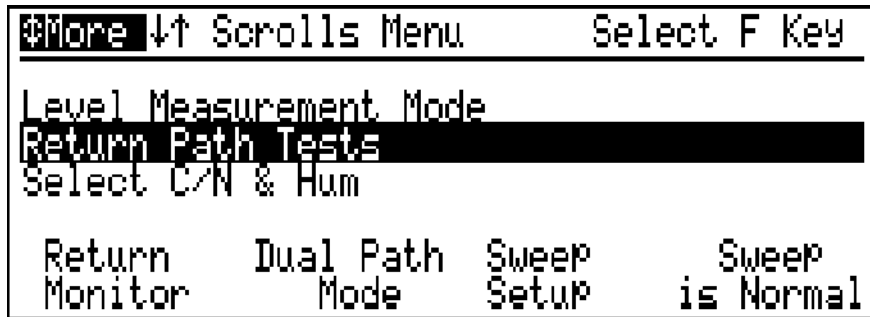 ⇕More ↓↑ Scrolls Menu Select F Key
Level Measurement Mode
Return Path Tests
Select C/N & Hum
Return Dual Path Sweep Sweep
Monitor Mode Setup is Normal